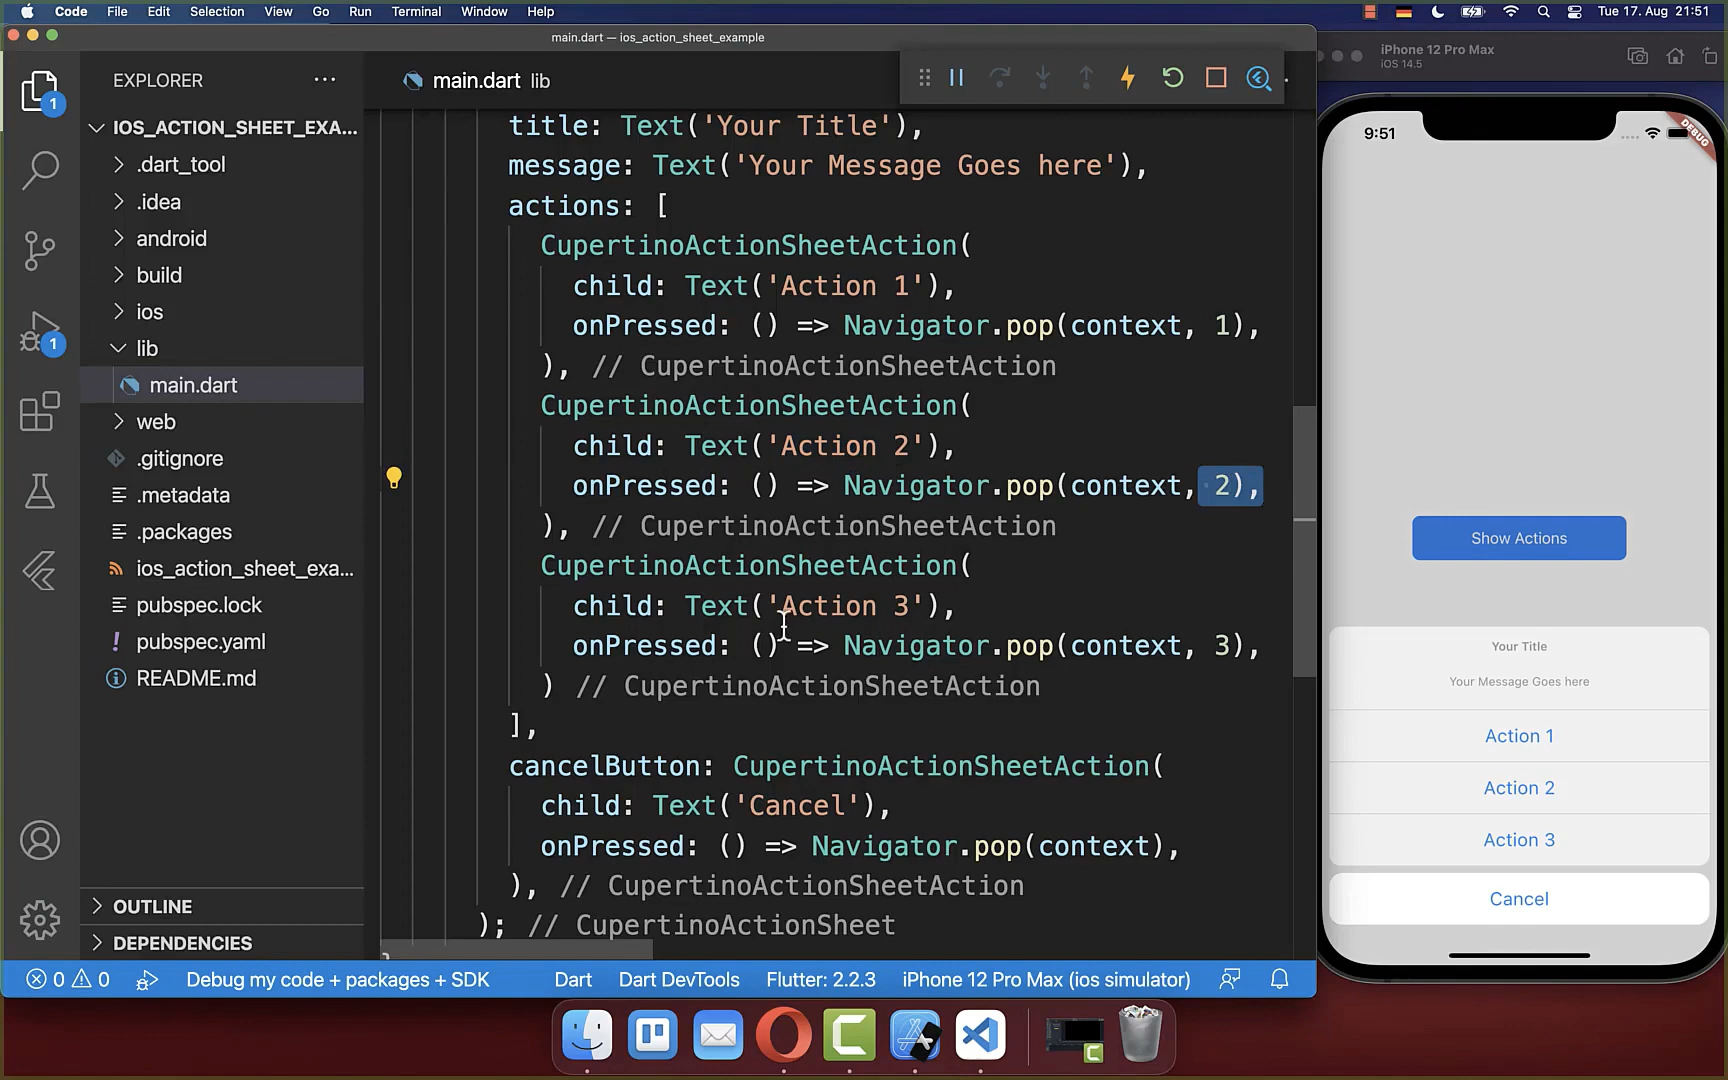 Code File Edit Selection View Go Run Terminal Window Help
Tue 17. Aug 21:51
main.dart — ios_action_sheet_example
EXPLORER
1
IOS_ACTION_SHEET_EXA...
.dart_tool
.idea
android
build
ios
1
lib
main.dart
web
.gitignore
.metadata
.packages
ios_action_sheet_exa...
pubspec.lock
pubspec.yaml
README.md
OUTLINE
DEPENDENCIES
main.dart lib
title: Text('Your Title'),
message: Text('Your Message Goes here'),
actions: [
CupertinoActionSheetAction(
child: Text('Action 1'),
onPressed: () => Navigator.pop(context, 1),
), // CupertinoActionSheetAction
CupertinoActionSheetAction(
child: Text('Action 2'),
onPressed: () => Navigator.pop(context, 2),
), // CupertinoActionSheetAction
CupertinoActionSheetAction(
child: Text('Action 3'),
onPressed: () => Navigator.pop(context, 3),
) // CupertinoActionSheetAction
],
cancelButton: CupertinoActionSheetAction(
child: Text('Cancel'),
onPressed: () => Navigator.pop(context),
), // CupertinoActionSheetAction
); // CupertinoActionSheet
0 0 Debug my code + packages + SDK Dart Dart DevTools Flutter: 2.2.3 iPhone 12 Pro Max (ios simulator)
iPhone 12 Pro Max
iOS 14.5
9:51
DEBUG
Show Actions
Your Title
Your Message Goes here
Action 1
Action 2
Action 3
Cancel